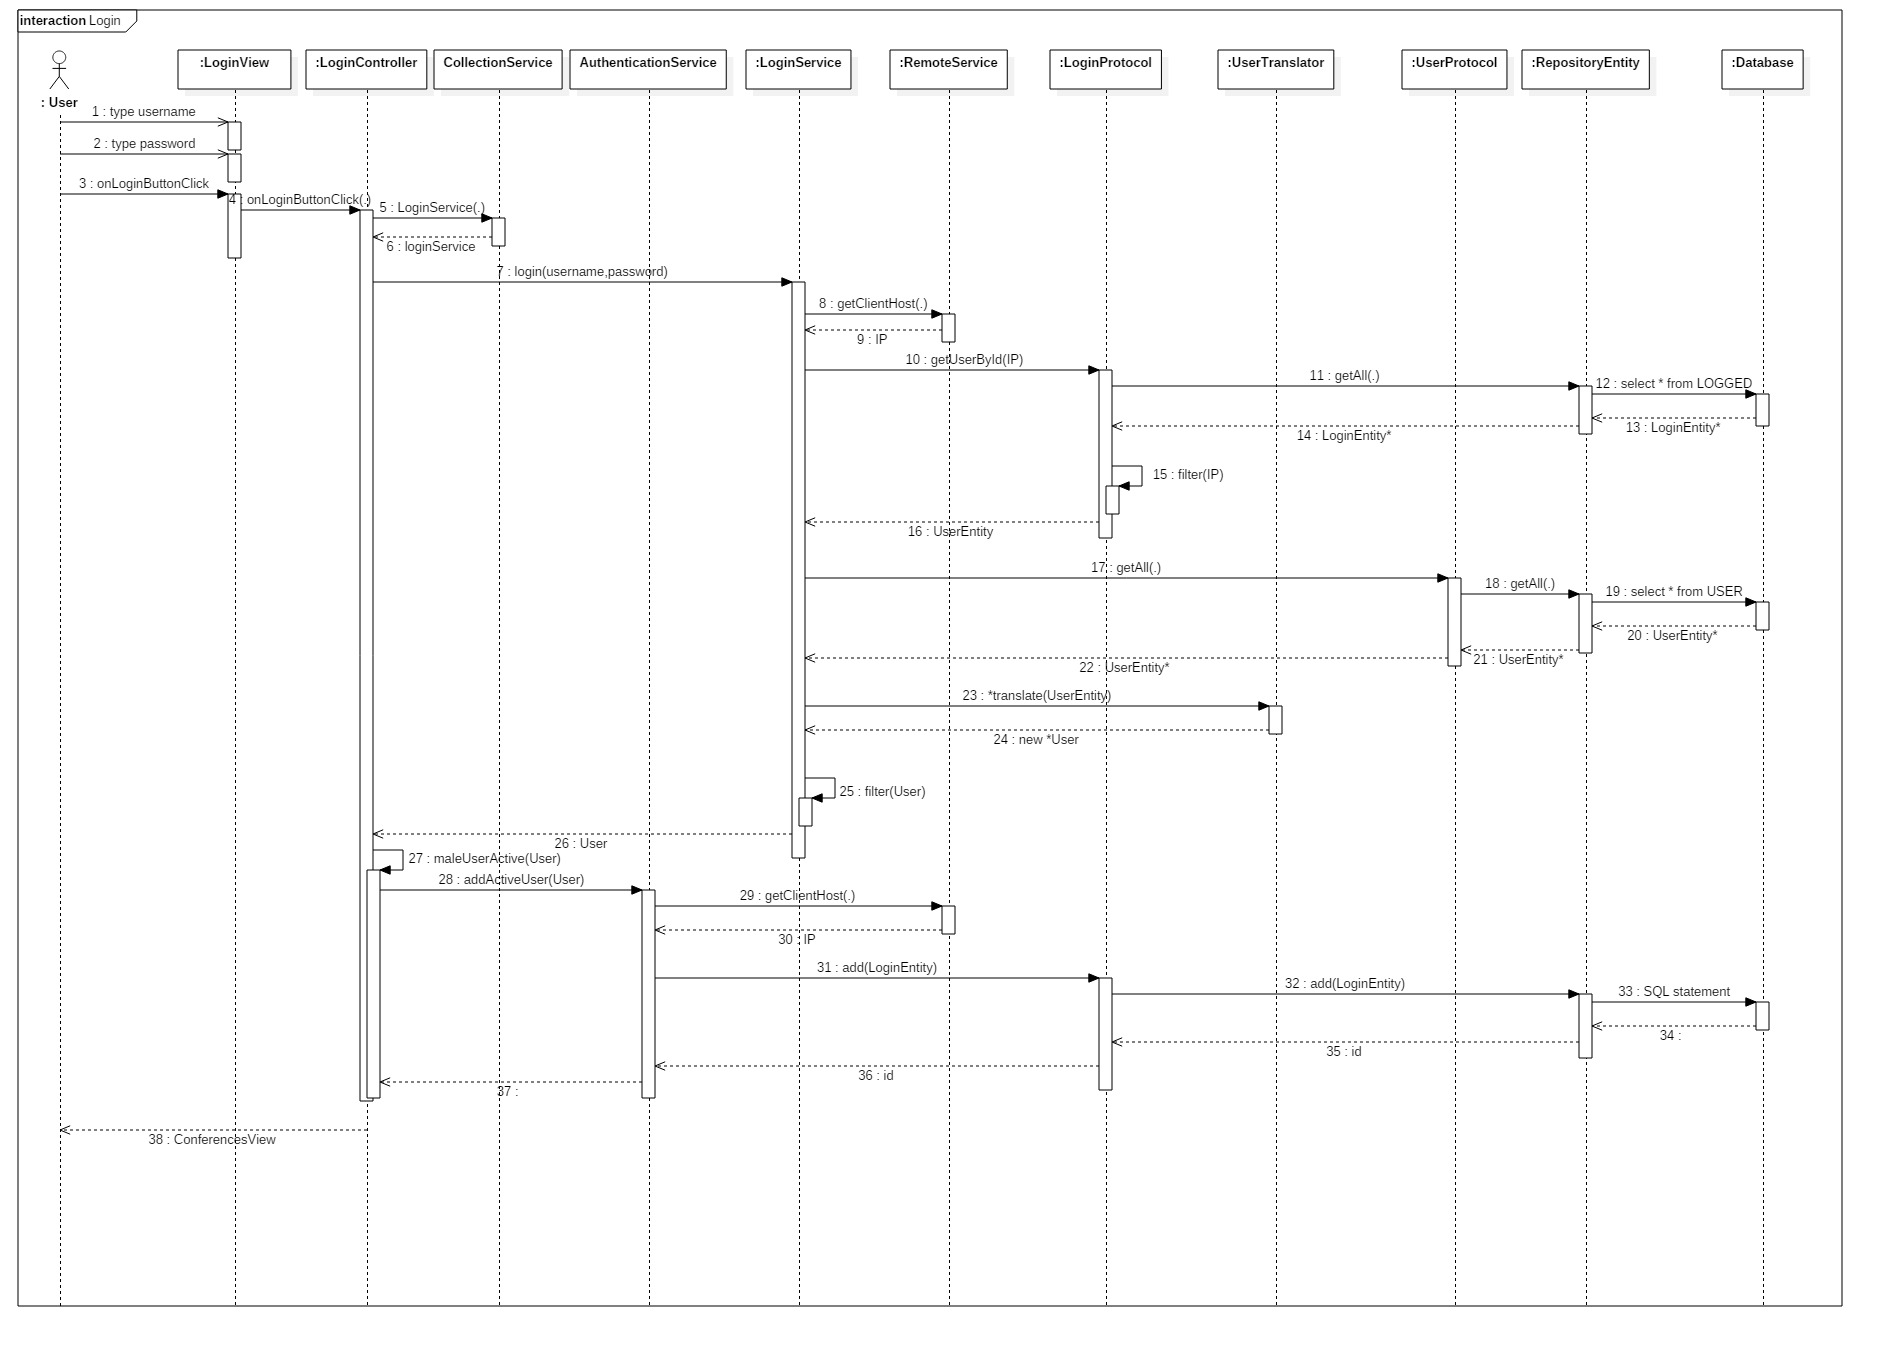 interaction Login
: User
:LoginView
:LoginController
CollectionService
AuthenticationService
:LoginService
:RemoteService
:LoginProtocol
:UserTranslator
:UserProtocol
:RepositoryEntity
:Database
1 : type username
2 : type password
3 : onLoginButtonClick
4 : onLoginButtonClick(.)
5 : LoginService(.)
6 : loginService
7 : login(username,password)
8 : getClientHost(.)
9 : IP
10 : getUserById(IP)
11 : getAll(.)
12 : select * from LOGGED
13 : LoginEntity*
14 : LoginEntity*
15 : filter(IP)
16 : UserEntity
17 : getAll(.)
18 : getAll(.)
19 : select * from USER
20 : UserEntity*
21 : UserEntity*
22 : UserEntity*
23 : *translate(UserEntity)
24 : new *User
25 : filter(User)
26 : User
27 : maleUserActive(User)
28 : addActiveUser(User)
29 : getClientHost(.)
30 : IP
31 : add(LoginEntity)
32 : add(LoginEntity)
33 : SQL statement
34 :
35 : id
36 : id
37 :
38 : ConferencesView